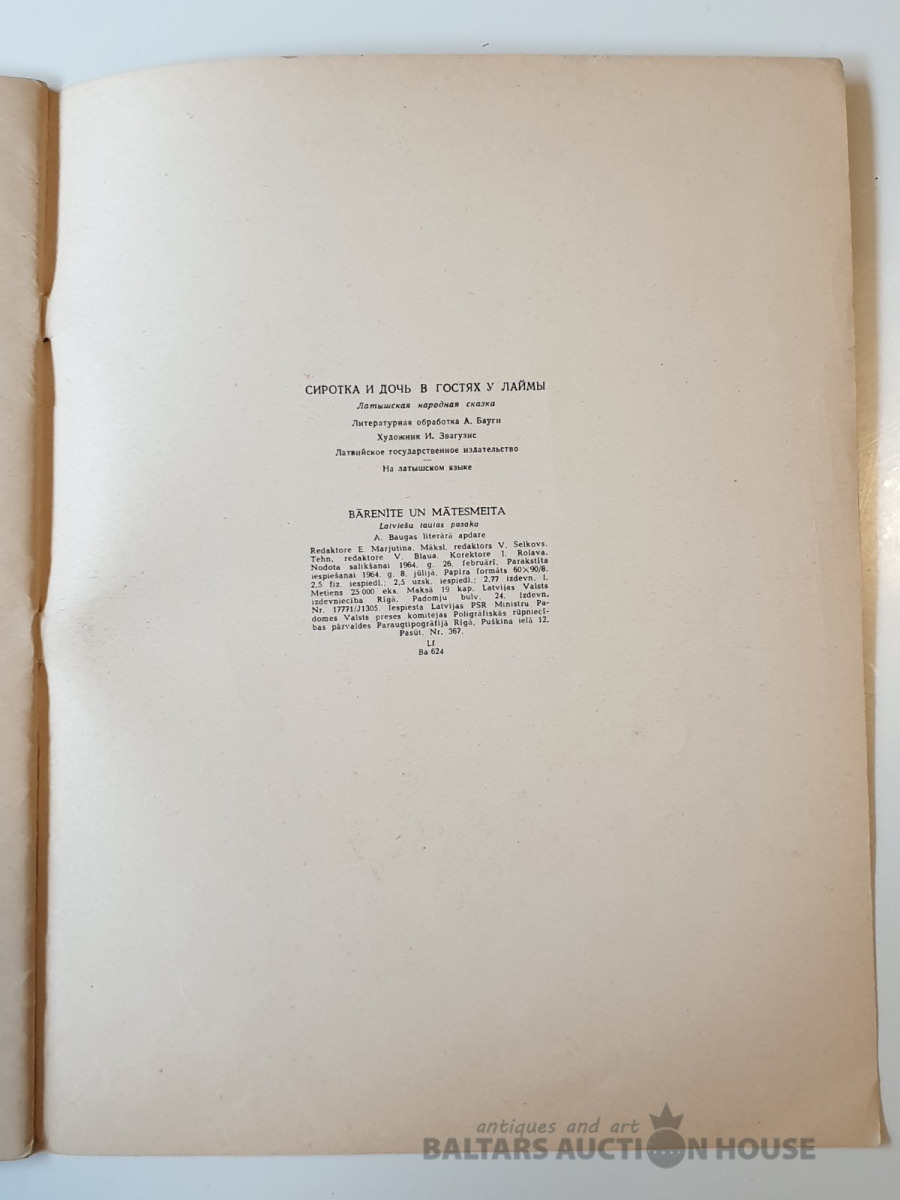 СИРОТКА И ДОЧЬ В ГОСТЯХ У ЛАЙМЫ
Латышская народная сказка
Литературная обработка А. Бауги
Художник И. Звагузис
Латвийское государственное издательство
—
На латышском языке
BĀRENĪTE UN MĀTESMEITA
Latviešu tautas pasaka
A. Baugas literārā apdare
Redaktore E. Marjutina, Māksl. redaktors V. Selkovs.
Tehn. redaktore V. Blaua. Korektore I. Rolava.
Nodota salikšanai 1964. g. 26. februārī, Parakstīta
iespiešanai 1964. g. 8. jūlijā, Papīra formāts 60×90/8.
2,5 fiz. iespiedl.; 2,5 uzsk. iespiedl.; 2,77 izdevn. l.
Metiens 25 000 eks. Maksā 19 kap. Latvijas Valsts
izdevniecība Rīgā, Padomju bulv. 24. Izdevn.
Nr. 17771/J1305. Iespiesta Latvijas PSR Ministru Pa-
domes Valsts preses komitejas Poligrāfiskās rūpniecī-
bas pārvaldes Paraugtipogrāfijā Rīgā, Puškina ielā 12.
Pasūt. Nr. 367.
Lf
Ba 624
antiques and art
BALTARS AUCTION HOUSE